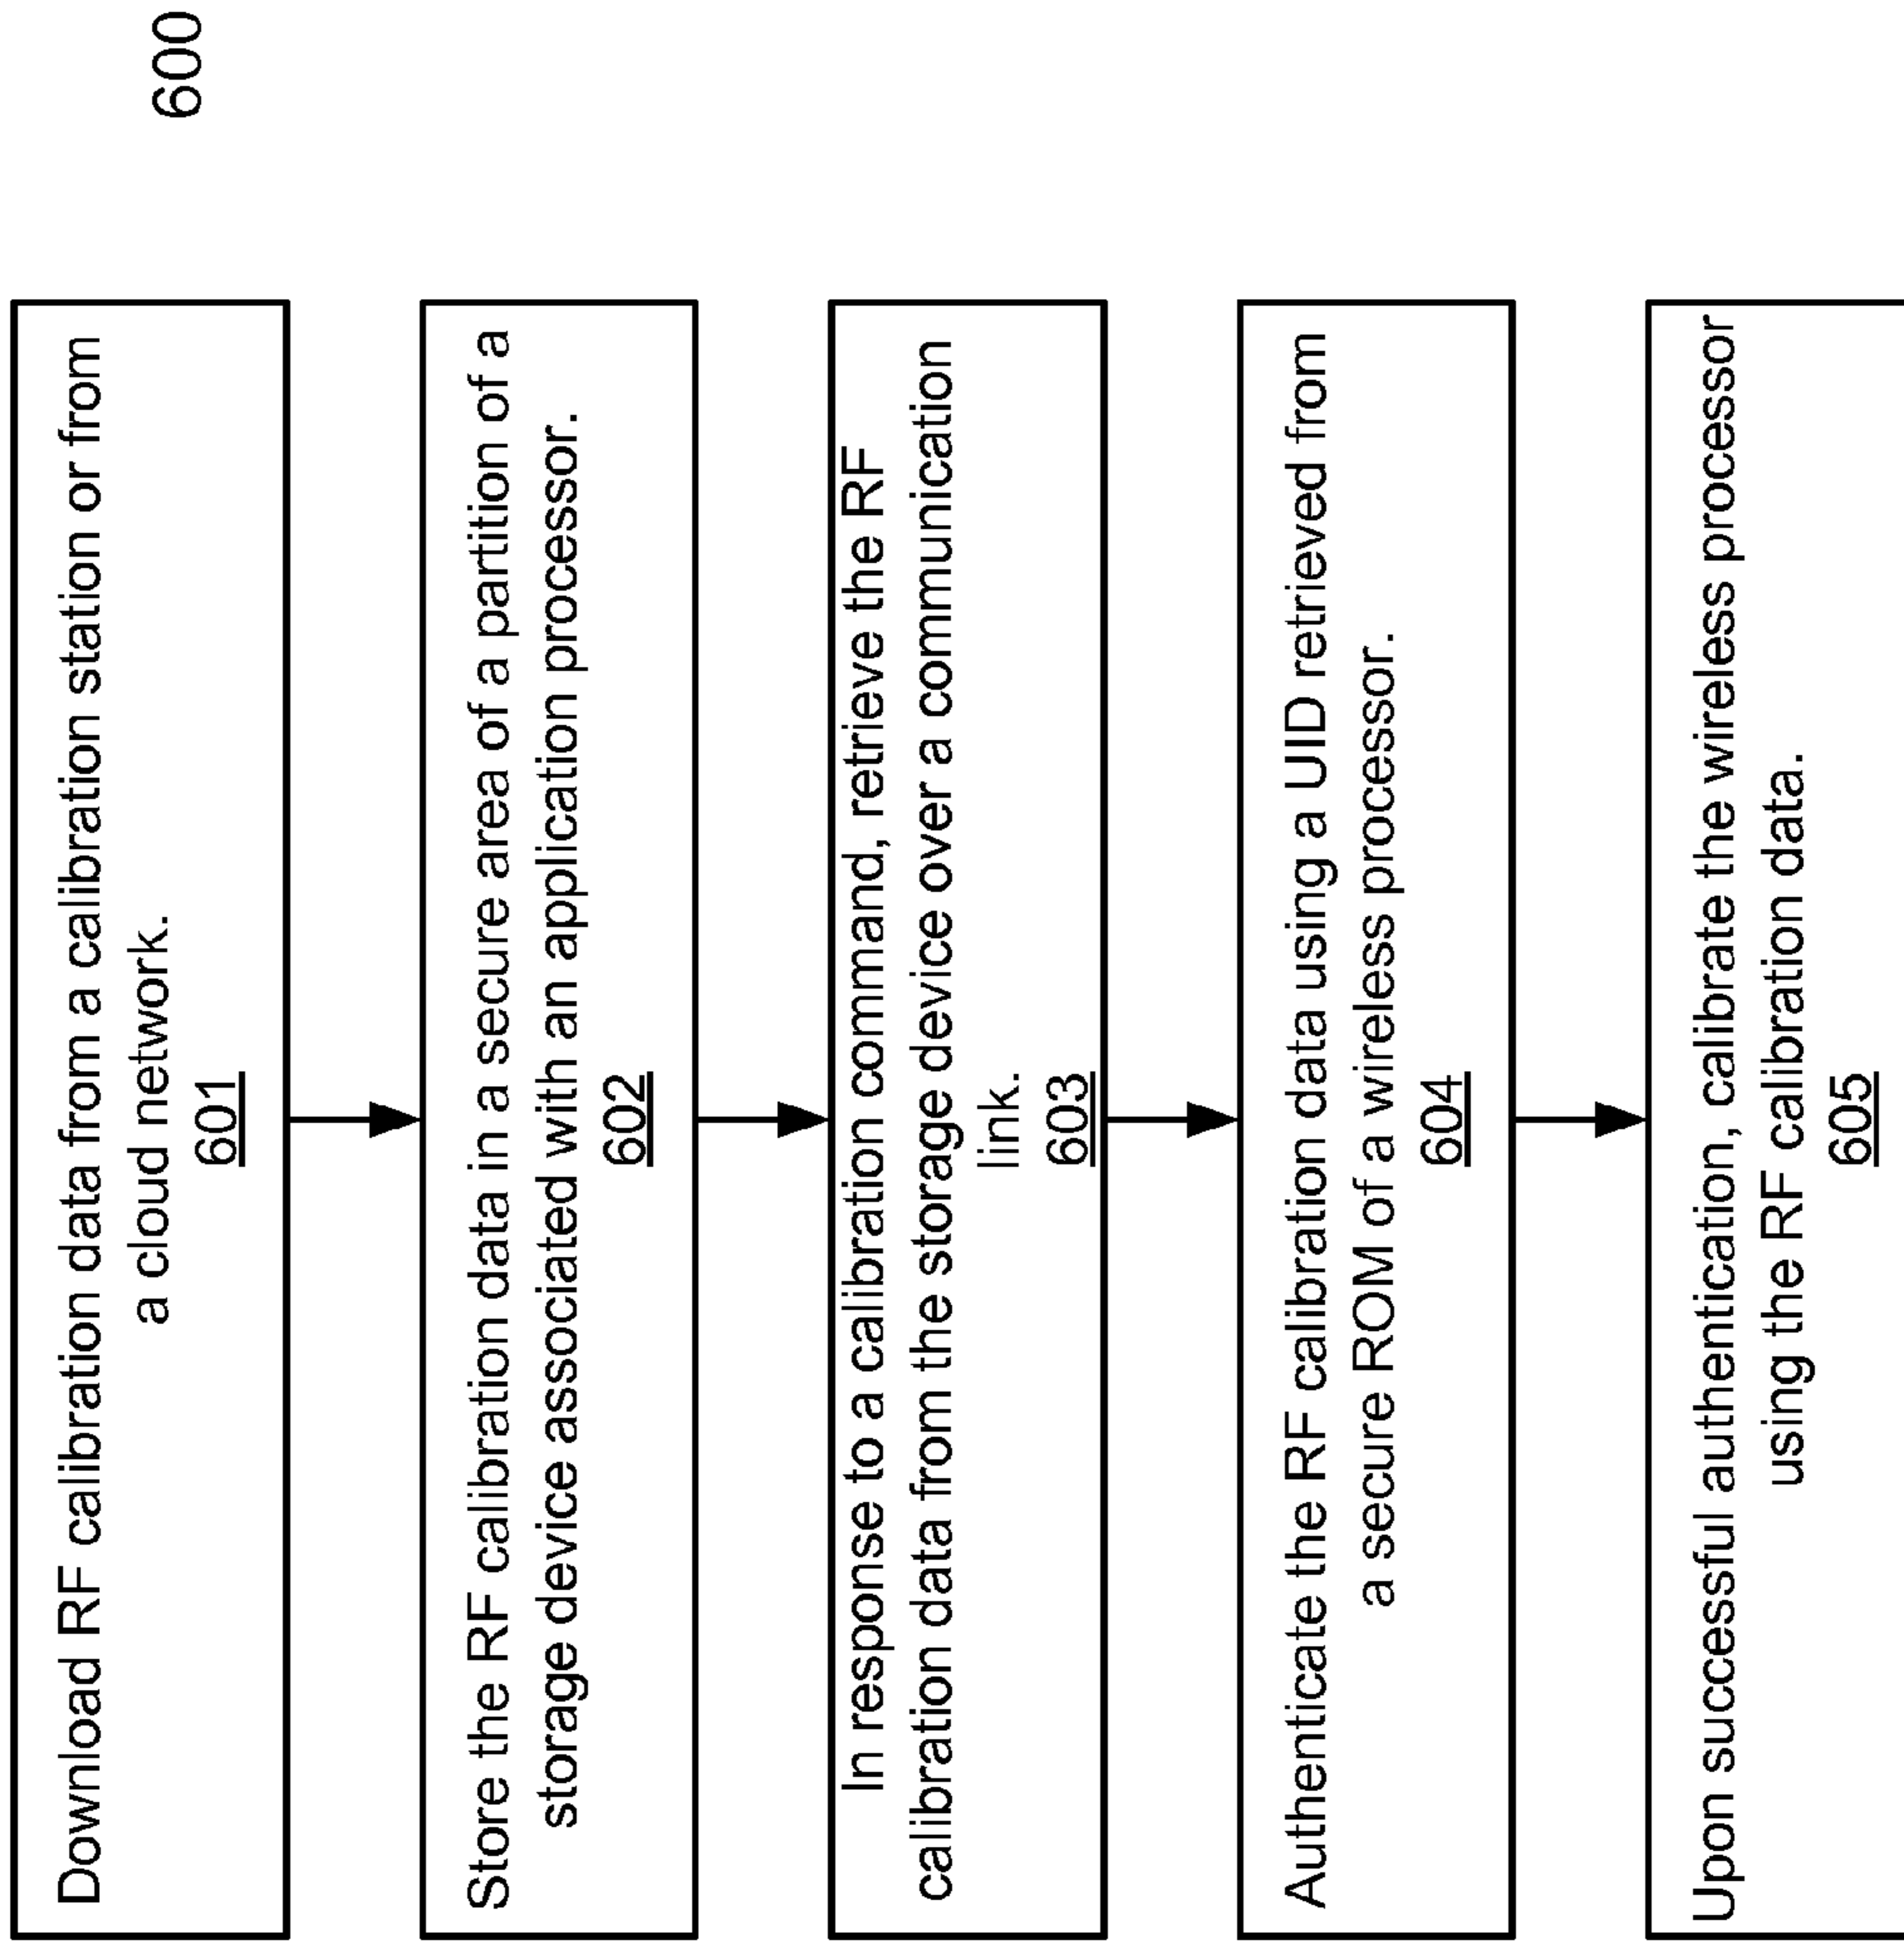 600
Download RF calibration data from a calibration station or from
a cloud network.
601
Store the RF calibration data in a secure area of a partition of a
storage device associated with an application processor.
602
In response to a calibration command, retrieve the RF
calibration data from the storage device over a communication
link.
603
Authenticate the RF calibration data using a UID retrieved from
a secure ROM of a wireless processor.
604
Upon successful authentication, calibrate the wireless processor
using the RF calibration data.
605